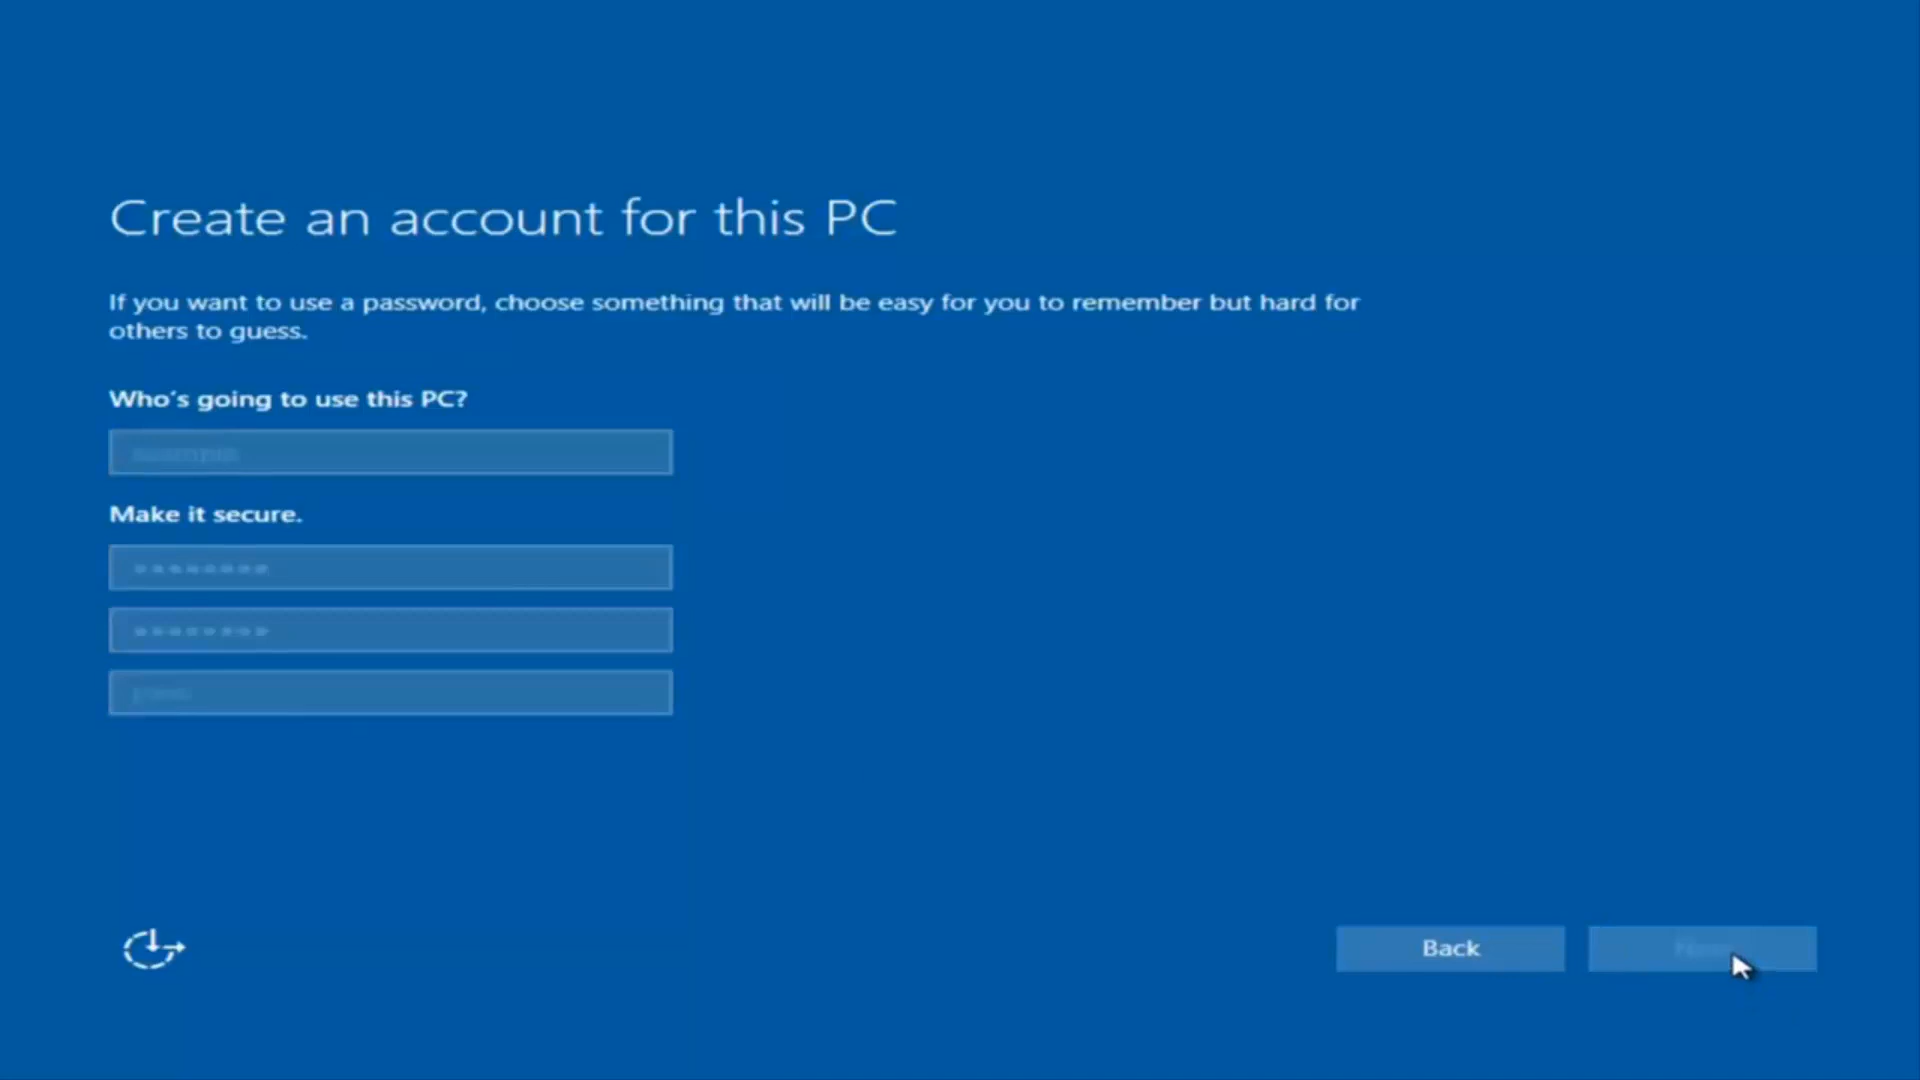 Create an account for this PC
If you want to use a password, choose something that will be easy for you to remember but hard for
others to guess.
Who's going to use this PC?
Make it secure.
Back